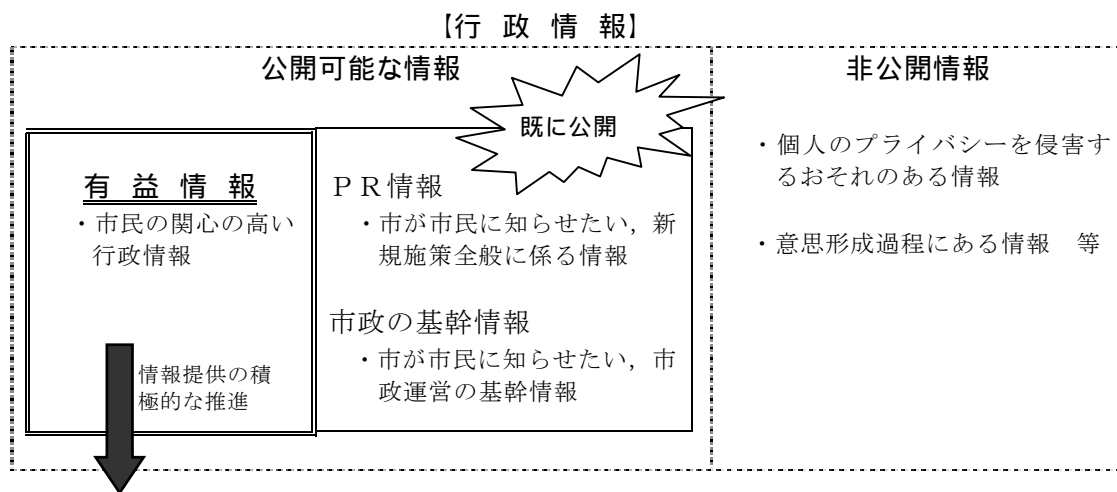 【行 政 情 報】
公開可能な情報
既に公開
有 益 情 報
・市民の関心の高い
行政情報
情報提供の積
極的な推進
ＰＲ情報
・市が市民に知らせたい，新
規施策全般に係る情報
市政の基幹情報
・市が市民に知らせたい，市
政運営の基幹情報
非公開情報
・個人のプライバシーを侵害す
るおそれのある情報
・意思形成過程にある情報　等